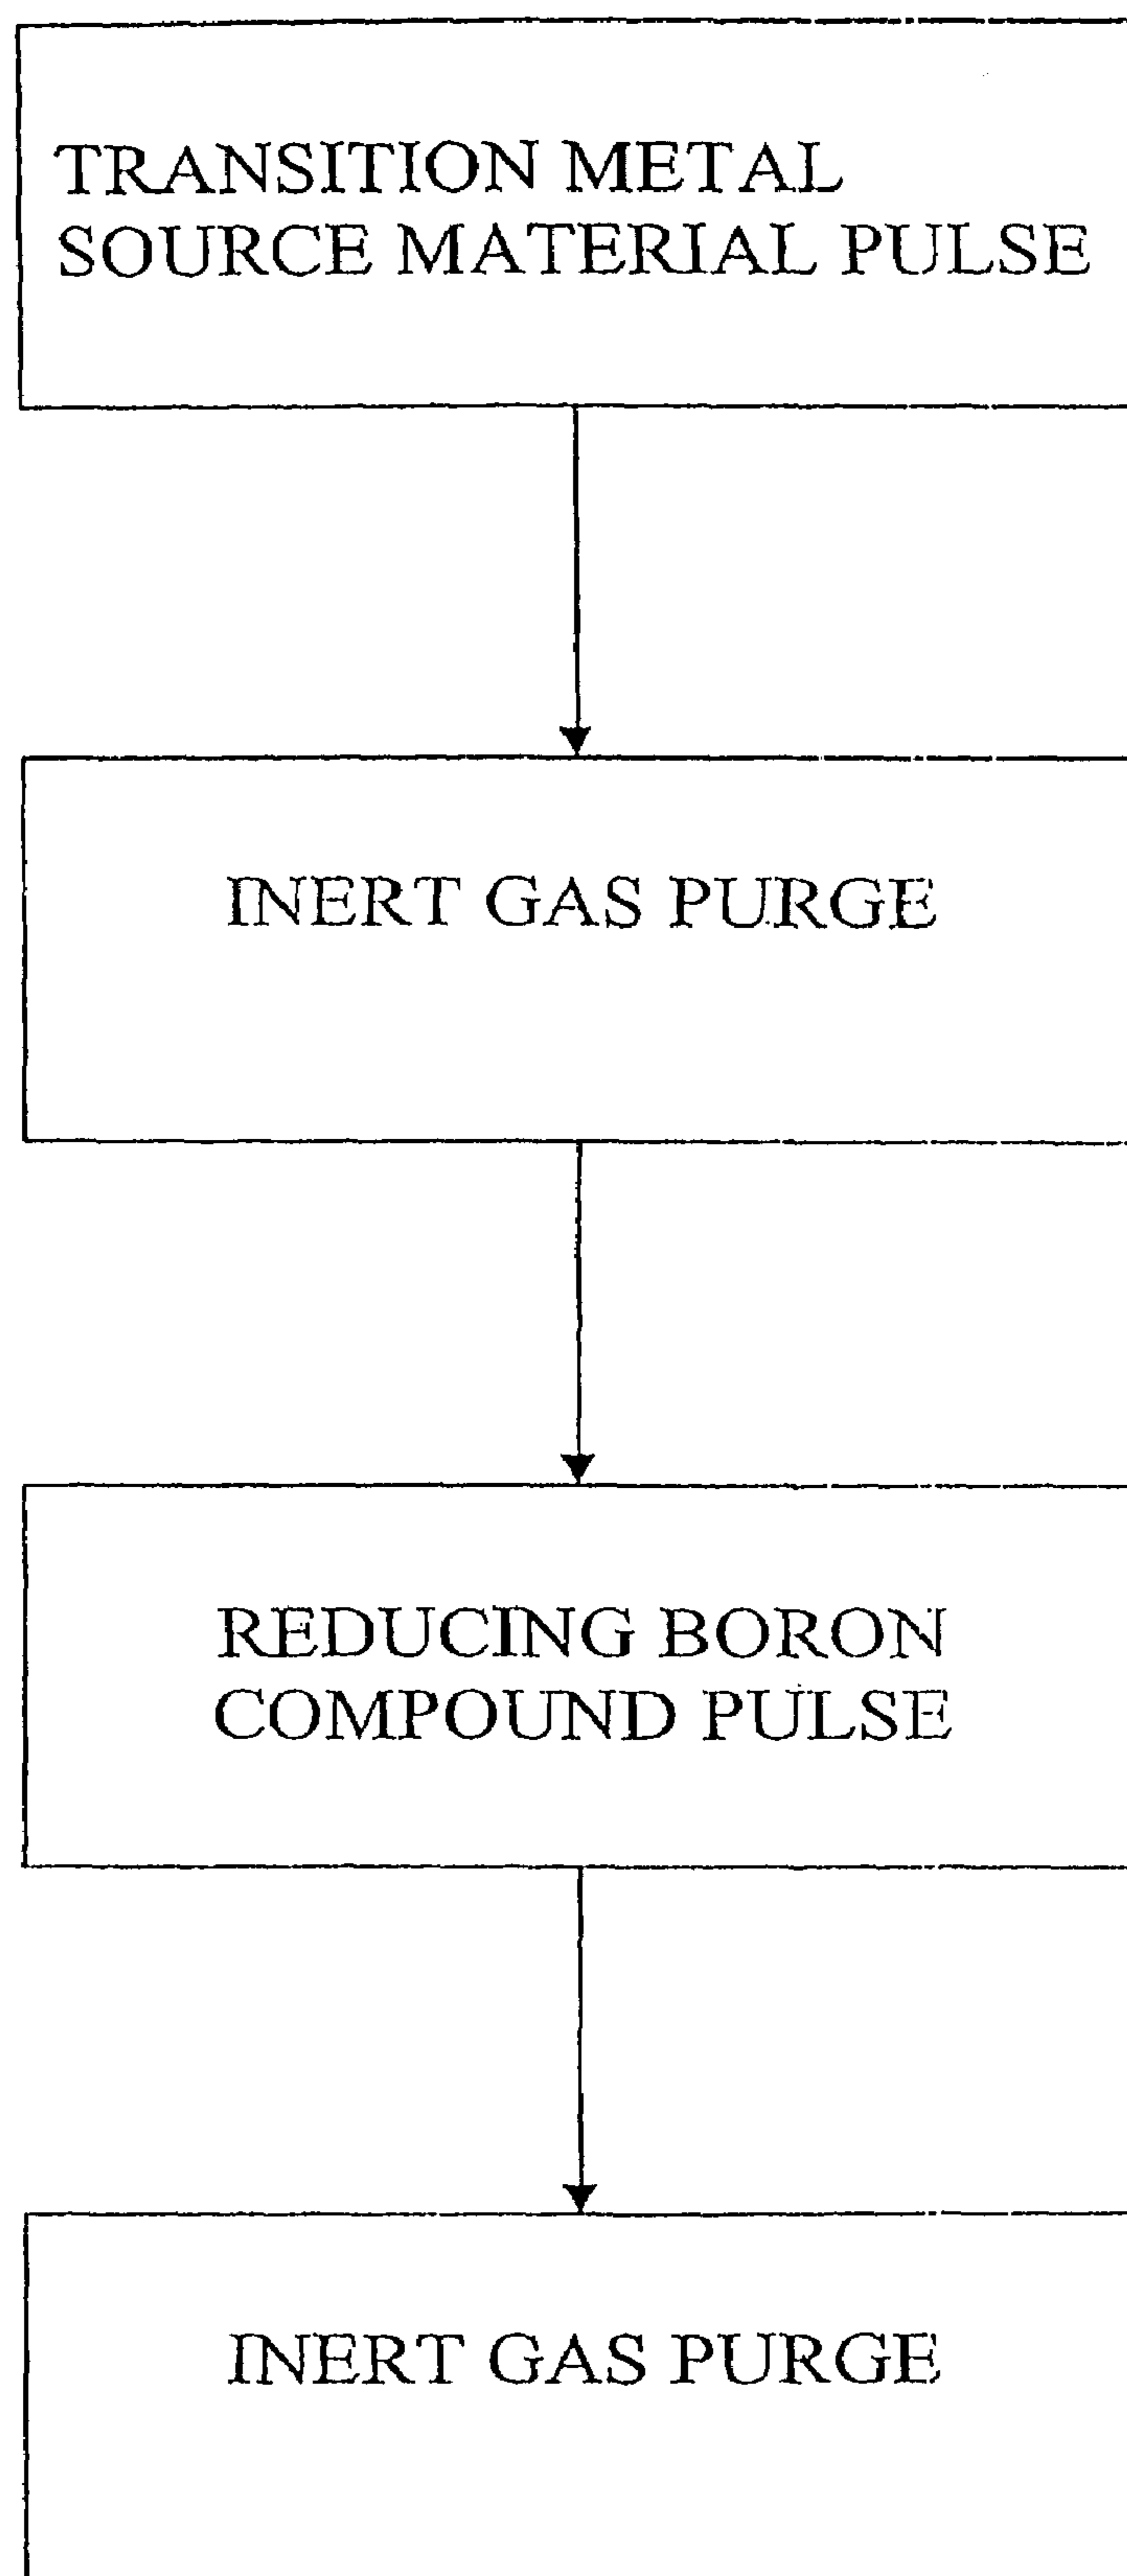 TRANSITION METAL
SOURCE MATERIAL PULSE
INERT GAS PURGE
REDUCING BORON
COMPOUND PULSE
INERT GAS PURGE